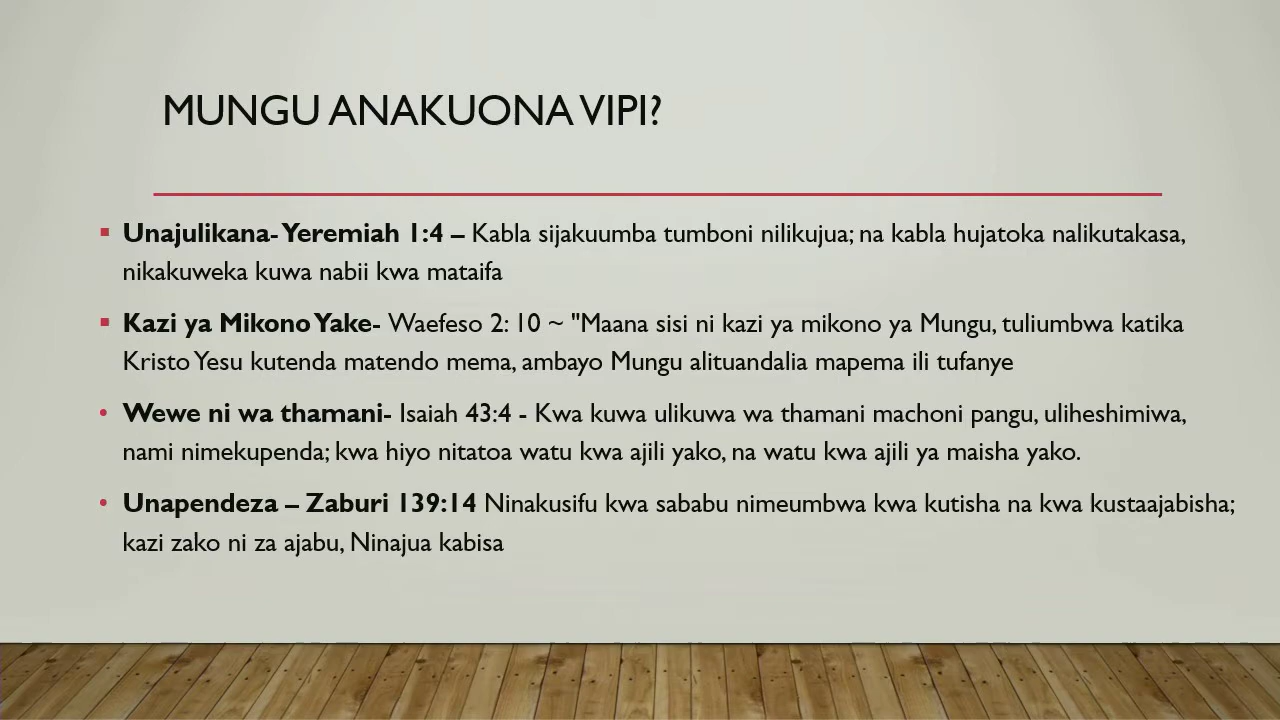 MUNGU ANAKUONA VIPI?
▪ Unajulikana- Yeremiah 1:4 – Kabla sijakuumba tumboni nilikujua; na kabla hujatoka nalikutakasa,
nikakuweka kuwa nabii kwa mataifa
▪ Kazi ya Mikono Yake- Waefeso 2: 10 ~ "Maana sisi ni kazi ya mikono ya Mungu, tuliumbwa katika
Kristo Yesu kutenda matendo mema, ambayo Mungu alituandalia mapema ili tufanye
• Wewe ni wa thamani- Isaiah 43:4 - Kwa kuwa ulikuwa wa thamani machoni pangu, uliheshimiwa,
nami nimekupenda; kwa hiyo nitatoa watu kwa ajili yako, na watu kwa ajili ya maisha yako.
• Unapendeza – Zaburi 139:14 Ninakusifu kwa sababu nimeumbwa kwa kutisha na kwa kustaajabisha;
kazi zako ni za ajabu, Ninajua kabisa